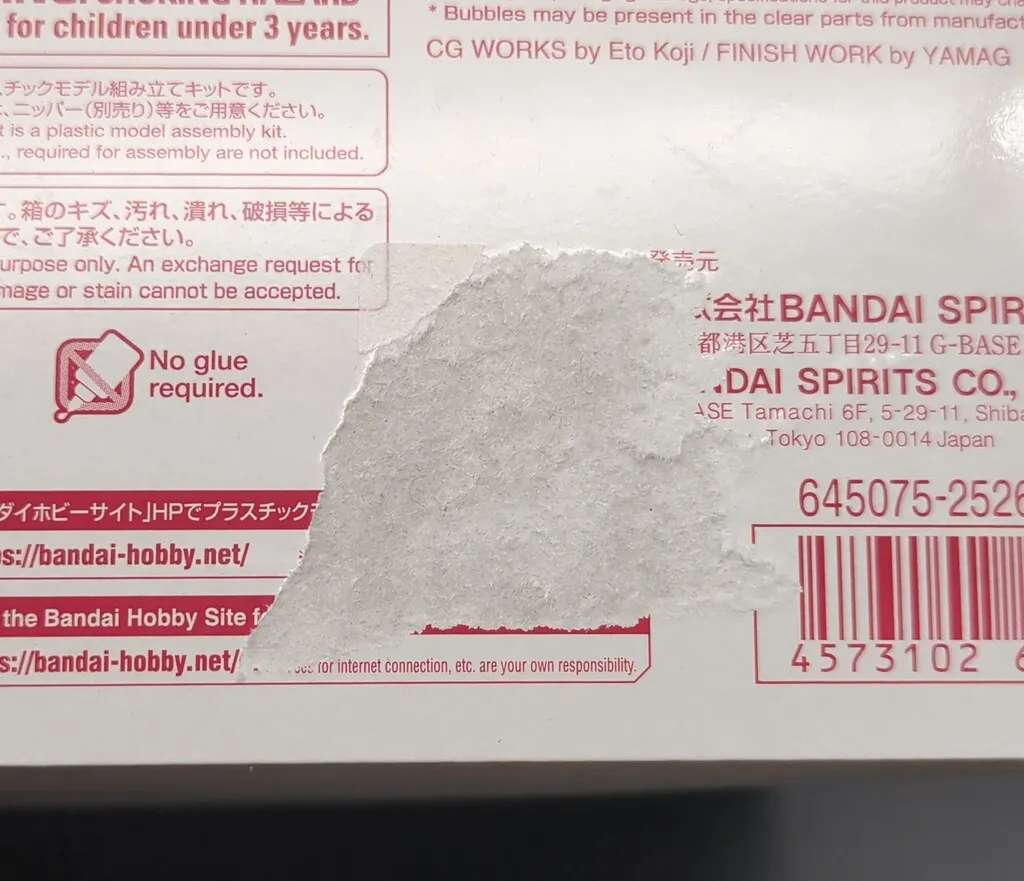 for children under 3 years.
* Bubbles may be present in the clear parts from manufact
CG WORKS by Eto Koji / FINISH WORK by YAMAG
チックモデル組み立てキットです。
、ニッパー(別売り)等をご用意ください。
t is a plastic model assembly kit.
., required for assembly are not included.
す。箱のキズ、汚れ、潰れ、破損等による
で、ご了承ください。
urpose only. An exchange request for
mage or stain cannot be accepted.
No glue
required.
発売元
式会社BANDAI SPIR
都港区芝五丁目29-11 G-BASE
NDAI SPIRITS CO.,
ASE Tamachi 6F, 5-29-11, Shiba
Tokyo 108-0014 Japan
645075-2526
4573102 6
ダイホビーサイト」HPでプラスチックモ
s://bandai-hobby.net/
the Bandai Hobby Site f
s://bandai-hobby.net/
for internet connection, etc. are your own responsibility.